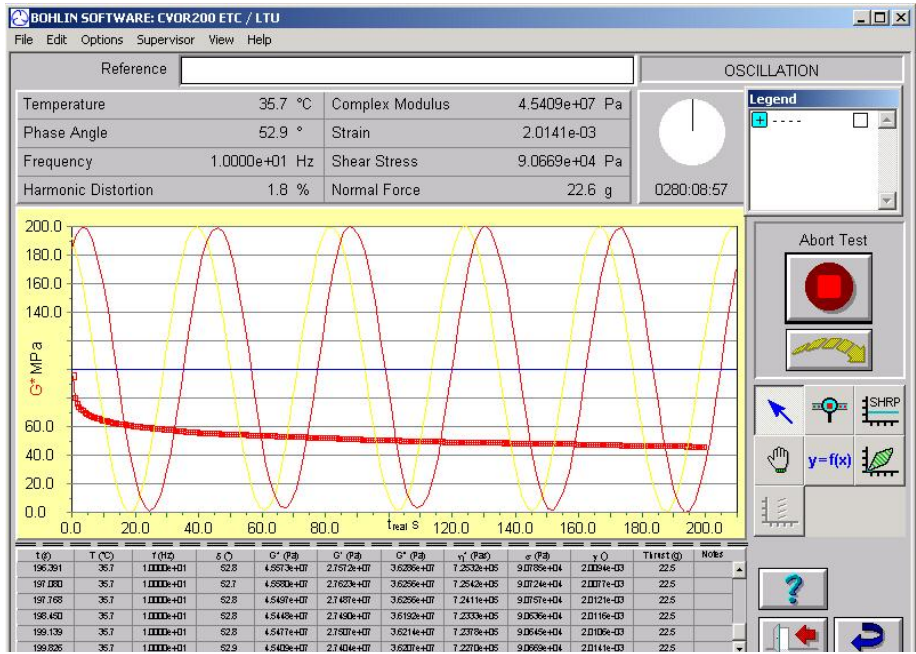 BOHLIN SOFTWARE: CVOR200 ETC / LTU
File Edit Options Supervisor View Help
Reference
OSCILLATION
Temperature 35.7 °C Complex Modulus 4.5409e+07 Pa
Phase Angle 52.9 ° Strain 2.0141e-03
Frequency 1.0000e+01 Hz Shear Stress 9.0669e+04 Pa
Harmonic Distortion 1.8 % Normal Force 22.6 g
0280:08:57
Legend
----
200.0
180.0
160.0
140.0
G* MPa
60.0
40.0
20.0
0.0
0.0 20.0 40.0 60.0 80.0 t real s 120.0 140.0 160.0 180.0 200.0
Abort Test
SHRP
y=f(x)
t (s) T (°C) f (Hz) δ (°) G* (Pa) G' (Pa) G" (Pa) η' (Pas) σ (Pa) γ () Thrust (g) Notes
196.391 35.7 1.0000e+01 52.8 4.5573e+07 2.7572e+07 3.6286e+07 7.2532e+05 9.0785e+04 2.0094e-03 22.5
197.080 35.7 1.0000e+01 52.7 4.5580e+07 2.7623e+07 3.6256e+07 7.2542e+05 9.0724e+04 2.0077e-03 22.5
197.768 35.7 1.0000e+01 52.8 4.5497e+07 2.7487e+07 3.6256e+07 7.2411e+05 9.0757e+04 2.0121e-03 22.5
198.450 35.7 1.0000e+01 52.8 4.5448e+07 2.7490e+07 3.6192e+07 7.2333e+05 9.0636e+04 2.0116e-03 22.5
199.139 35.7 1.0000e+01 52.8 4.5477e+07 2.7507e+07 3.6214e+07 7.2378e+05 9.0645e+04 2.0106e-03 22.5
199.826 35.7 1.0000e+01 52.9 4.5409e+07 2.7404e+07 3.6207e+07 7.2270e+05 9.0669e+04 2.0141e-03 22.5